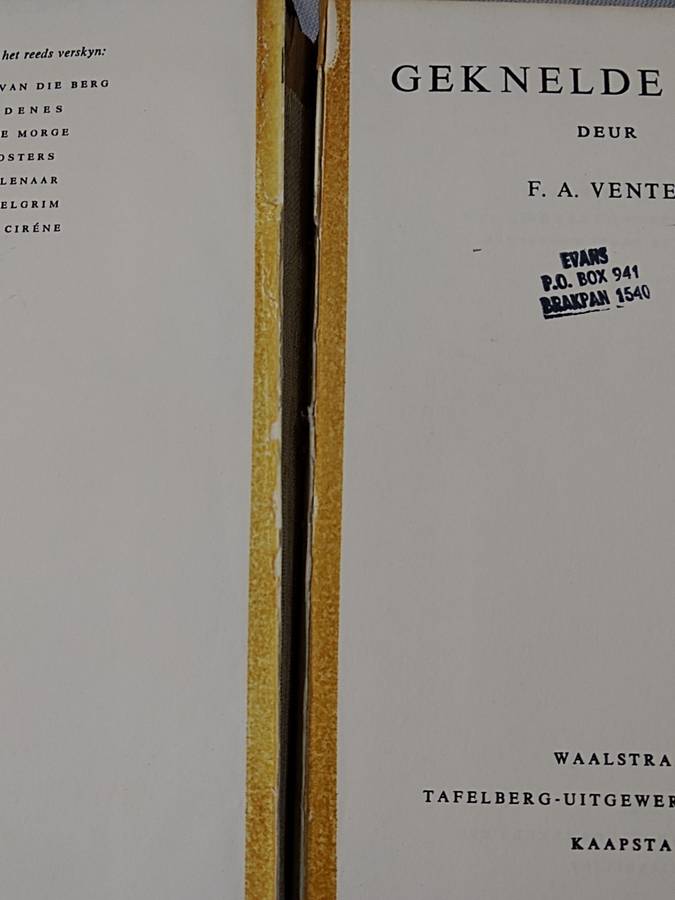 het reeds verskyn:
VAN DIE BERG
DENES
E MORGE
OSTERS
LENAAR
ELGRIM
CIRÉNE
GEKNELDE
DEUR
F. A. VENTE
EVANS
P.O. BOX 941
BRAKPAN 1540
WAALSTRA
TAFELBERG-UITGEWER
KAAPSTA